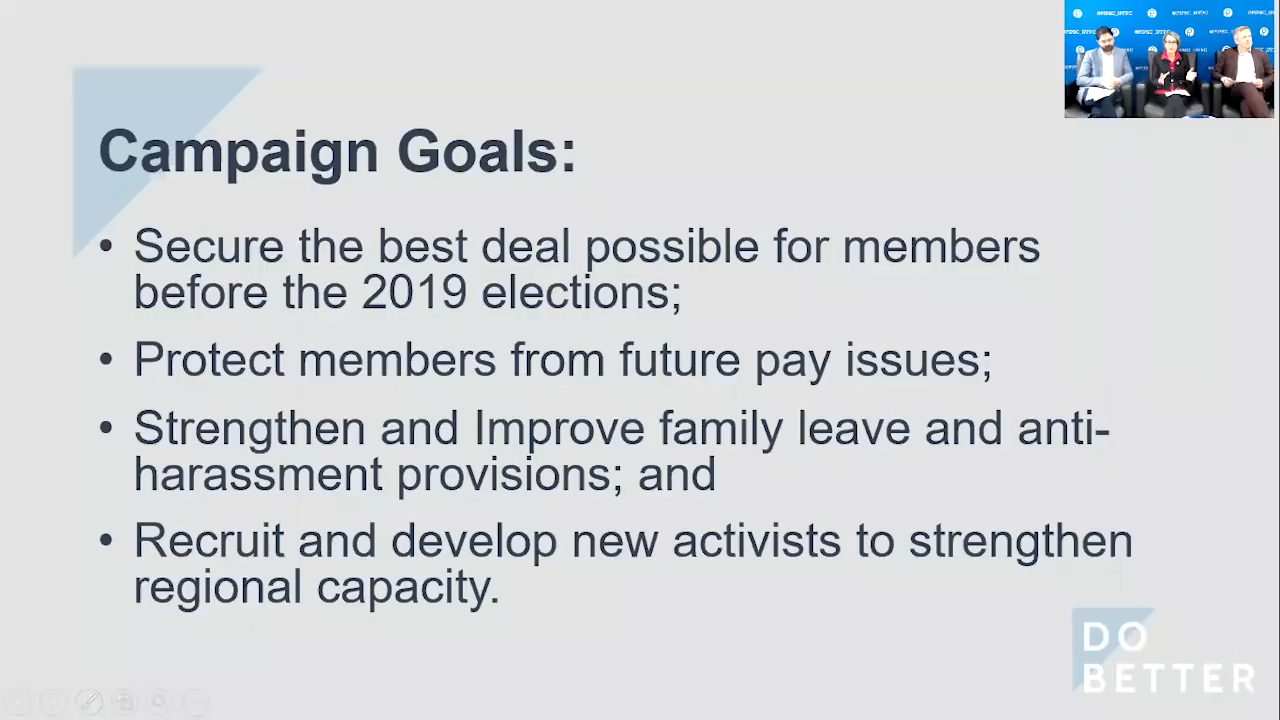 @PIPSC_IPFPC
Campaign Goals:
• Secure the best deal possible for members
before the 2019 elections;
• Protect members from future pay issues;
• Strengthen and Improve family leave and anti-
harassment provisions; and
• Recruit and develop new activists to strengthen
regional capacity.
DO
BETTER